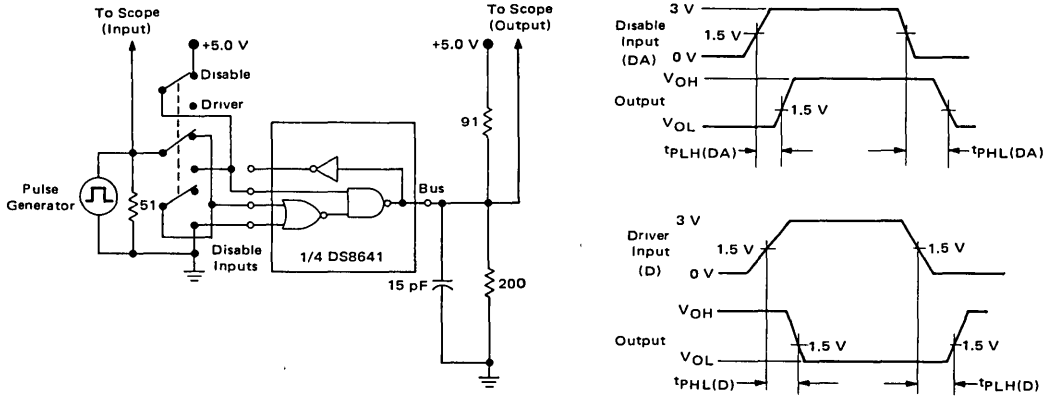 To Scope
(Input)
+5.0 V
Disable
Driver
Pulse
Generator
51
Disable
Inputs
1/4 DS8641
Bus
To Scope
(Output)
+5.0 V
91
15 pF
200
3 V
Disable
Input
(DA)
1.5 V
0 V
VOH
Output
1.5 V
VOL
tPLH(DA)
tPHL(DA)
3 V
Driver
Input
(D)
1.5 V
1.5 V
0 V
VOH
Output
1.5 V
1.5 V
VOL
tPHL(D)
tPLH(D)